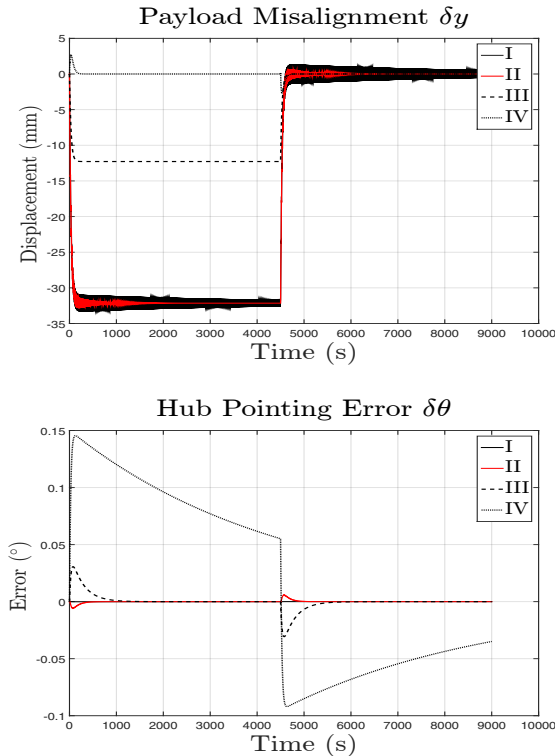 Payload Misalignment δy
Displacement (mm)
5
0
-5
-10
-15
-20
-25
-30
-35
0 1000 2000 3000 4000 5000 6000 7000 8000 9000 10000
Time (s)
I
II
III
IV
Hub Pointing Error δθ
Error (°)
0.15
0.1
0.05
0
-0.05
-0.1
0 1000 2000 3000 4000 5000 6000 7000 8000 9000 10000
Time (s)
I
II
III
IV